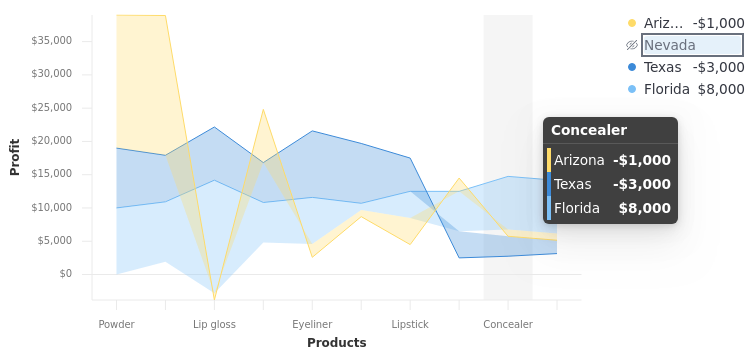 Ariz... -$1,000
Nevada
Texas -$3,000
Florida $8,000
$35,000
$30,000
$25,000
$20,000
$15,000
$10,000
$5,000
$0
Profit
Concealer
Arizona -$1,000
Texas -$3,000
Florida $8,000
Powder Lip gloss Eyeliner Lipstick Concealer
Products